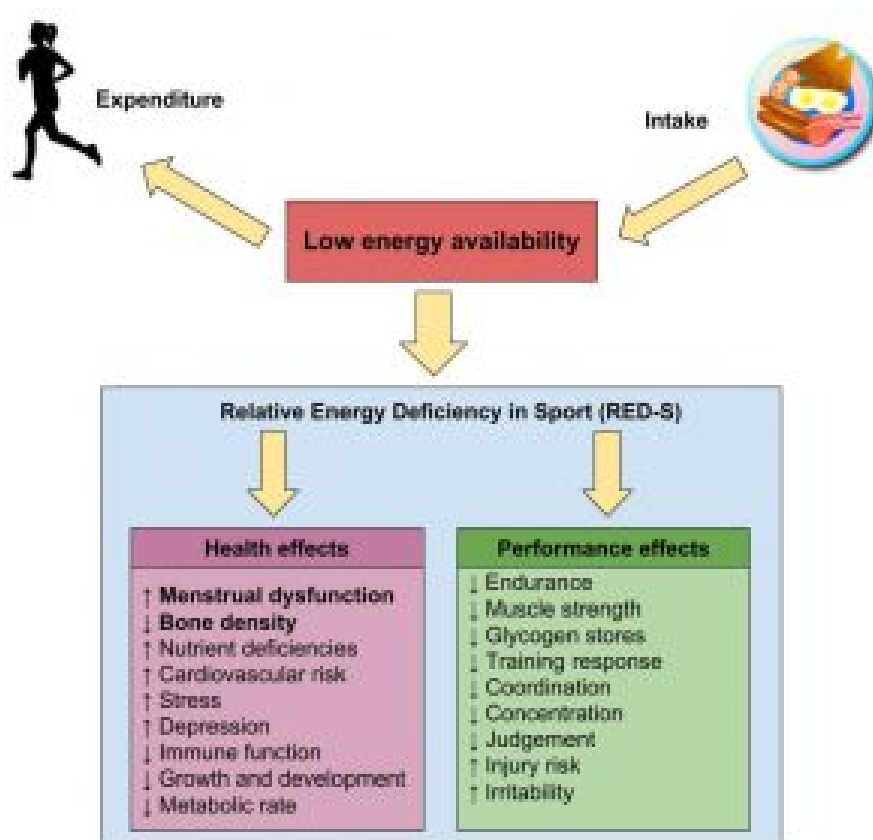 Expenditure
Intake
Low energy availability
Relative Energy Deficiency in Sport (RED-S)
Health effects
↑ Menstrual dysfunction
↓ Bone density
↑ Nutrient deficiencies
↑ Cardiovascular risk
↑ Stress
↑ Depression
↓ Immune function
↓ Growth and development
↓ Metabolic rate
Performance effects
↓ Endurance
↓ Muscle strength
↓ Glycogen stores
↓ Training response
↓ Coordination
↓ Concentration
↓ Judgement
↑ Injury risk
↑ Irritability